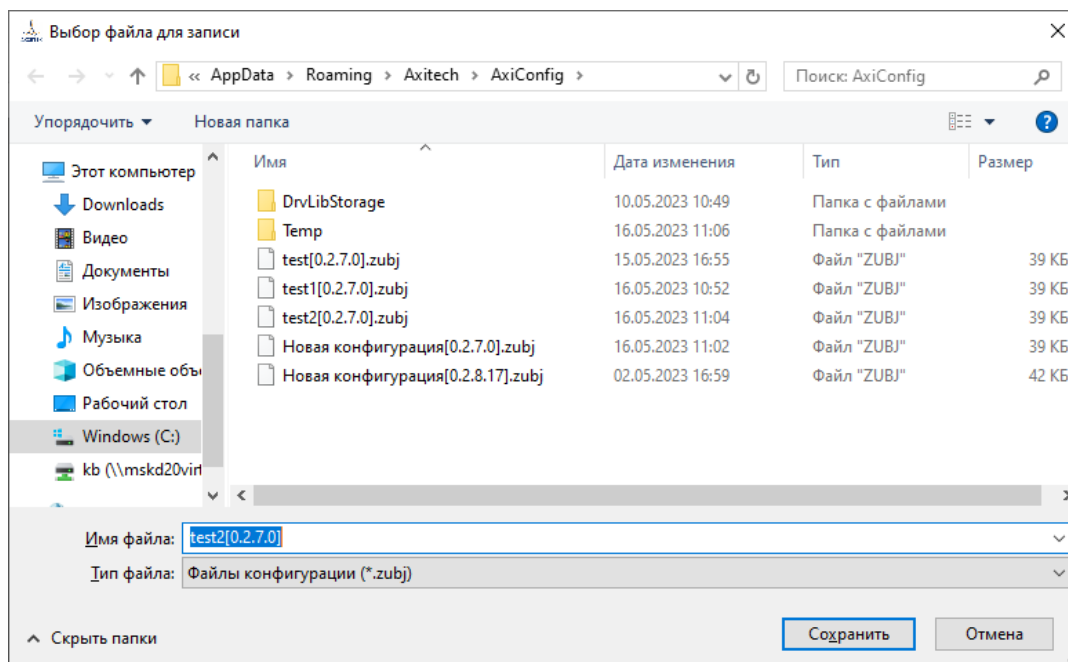 Выбор файла для записи
« AppData > Roaming > Axitech > AxiConfig >
Поиск: AxiConfig
Упорядочить Новая папка
Имя Дата изменения Тип Размер
Этот компьютер
Downloads
Видео
Документы
Изображения
Музыка
Объемные объ
Рабочий стол
Windows (C:)
kb (\\mskd20virt
DrvLibStorage 10.05.2023 10:49 Папка с файлами
Temp 16.05.2023 11:06 Папка с файлами
test[0.2.7.0].zubj 15.05.2023 16:55 Файл "ZUBJ" 39 КБ
test1[0.2.7.0].zubj 16.05.2023 10:52 Файл "ZUBJ" 39 КБ
test2[0.2.7.0].zubj 16.05.2023 11:04 Файл "ZUBJ" 39 КБ
Новая конфигурация[0.2.7.0].zubj 16.05.2023 11:02 Файл "ZUBJ" 39 КБ
Новая конфигурация[0.2.8.17].zubj 02.05.2023 16:59 Файл "ZUBJ" 42 КБ
Имя файла: test2[0.2.7.0]
Тип файла: Файлы конфигурации (*.zubj)
Скрыть папки Сохранить Отмена